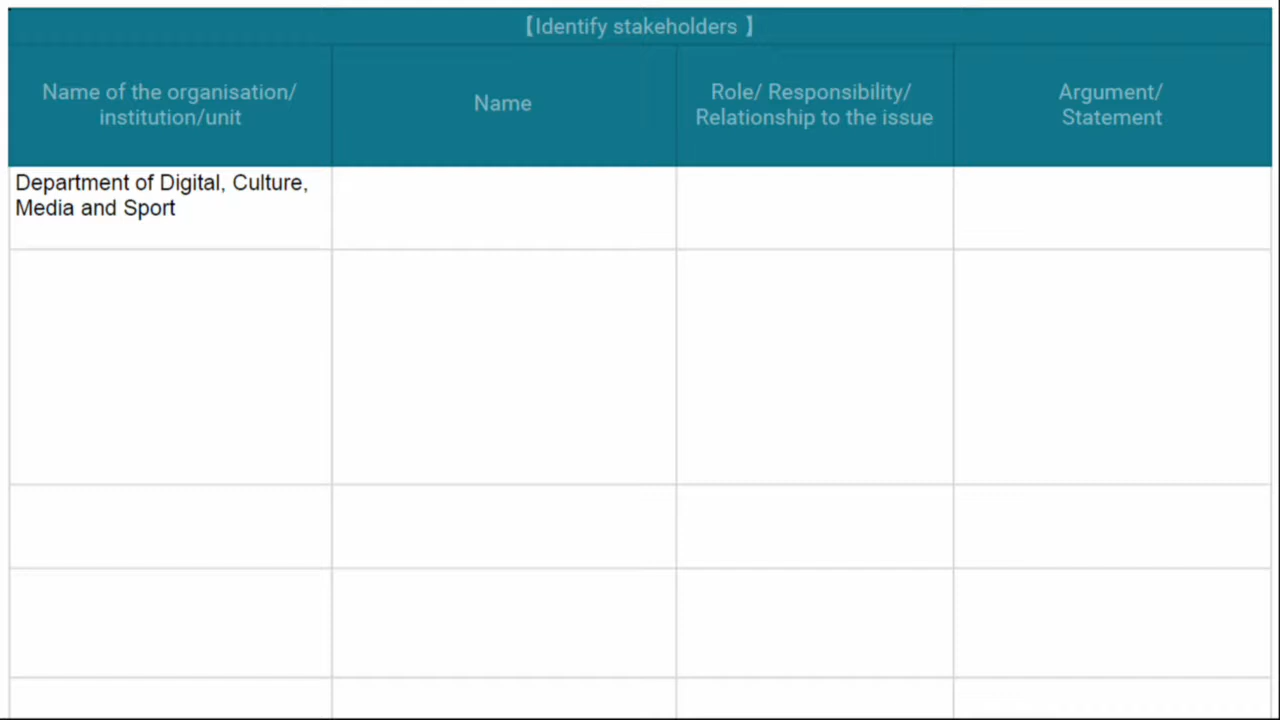 【Identify stakeholders 】
Name of the organisation/
institution/unit
Name
Role/ Responsibility/
Relationship to the issue
Argument/
Statement
Department of Digital, Culture,
Media and Sport